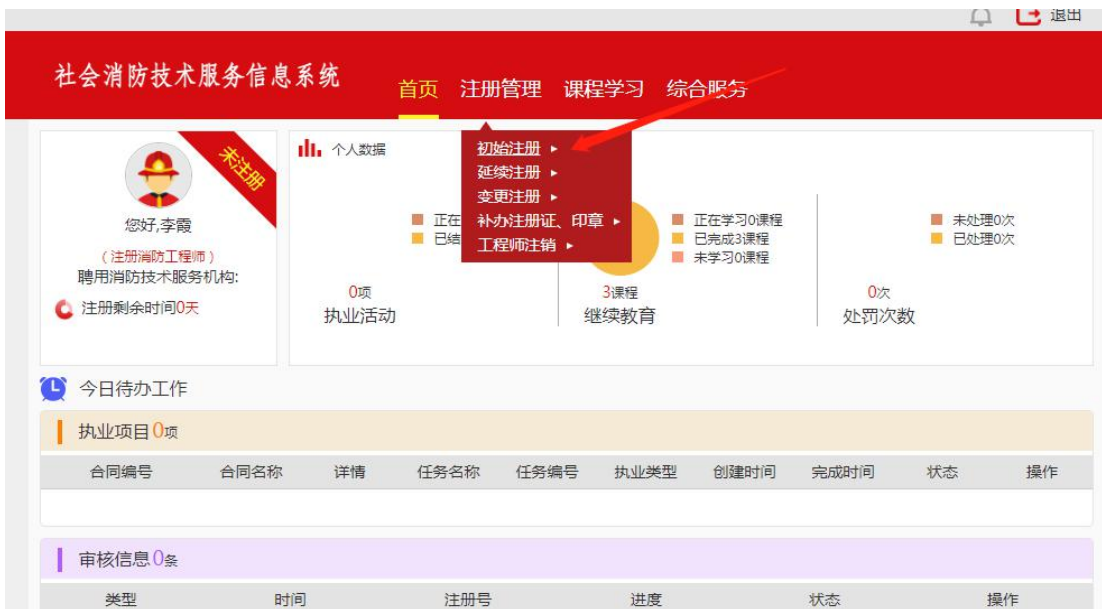 退出
社会消防技术服务信息系统
首页 注册管理 课程学习 综合服务
未注册
您好,李霞
(注册消防工程师)
聘用消防技术服务机构:
注册剩余时间0天
个人数据
初始注册
延续注册
变更注册
补办注册证、印章
工程师注销
正在
已结
0项
执业活动
正在学习0课程
已完成3课程
未学习0课程
3课程
继续教育
未处理0次
已处理0次
0次
处罚次数
今日待办工作
执业项目0项
合同编号 合同名称 详情 任务名称 任务编号 执业类型 创建时间 完成时间 状态 操作
审核信息0条
类型 时间 注册号 进度 状态 操作